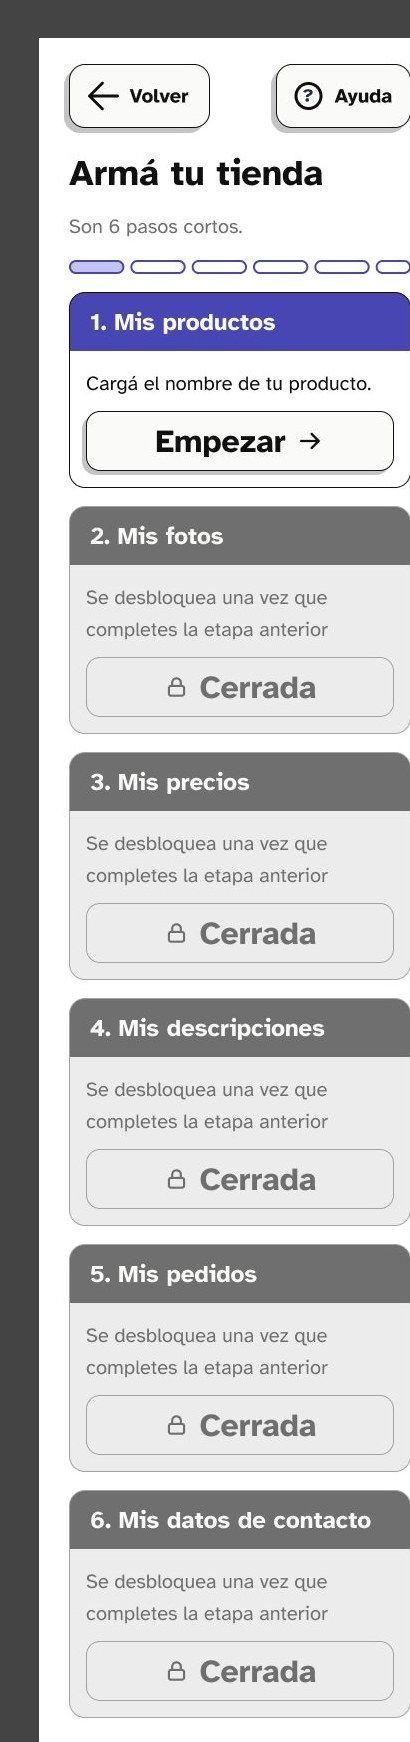 Volver
Ayuda
Armá tu tienda
Son 6 pasos cortos.
1. Mis productos
Cargá el nombre de tu producto.
Empezar →
2. Mis fotos
Se desbloquea una vez que
completes la etapa anterior
Cerrada
3. Mis precios
Se desbloquea una vez que
completes la etapa anterior
Cerrada
4. Mis descripciones
Se desbloquea una vez que
completes la etapa anterior
Cerrada
5. Mis pedidos
Se desbloquea una vez que
completes la etapa anterior
Cerrada
6. Mis datos de contacto
Se desbloquea una vez que
completes la etapa anterior
Cerrada